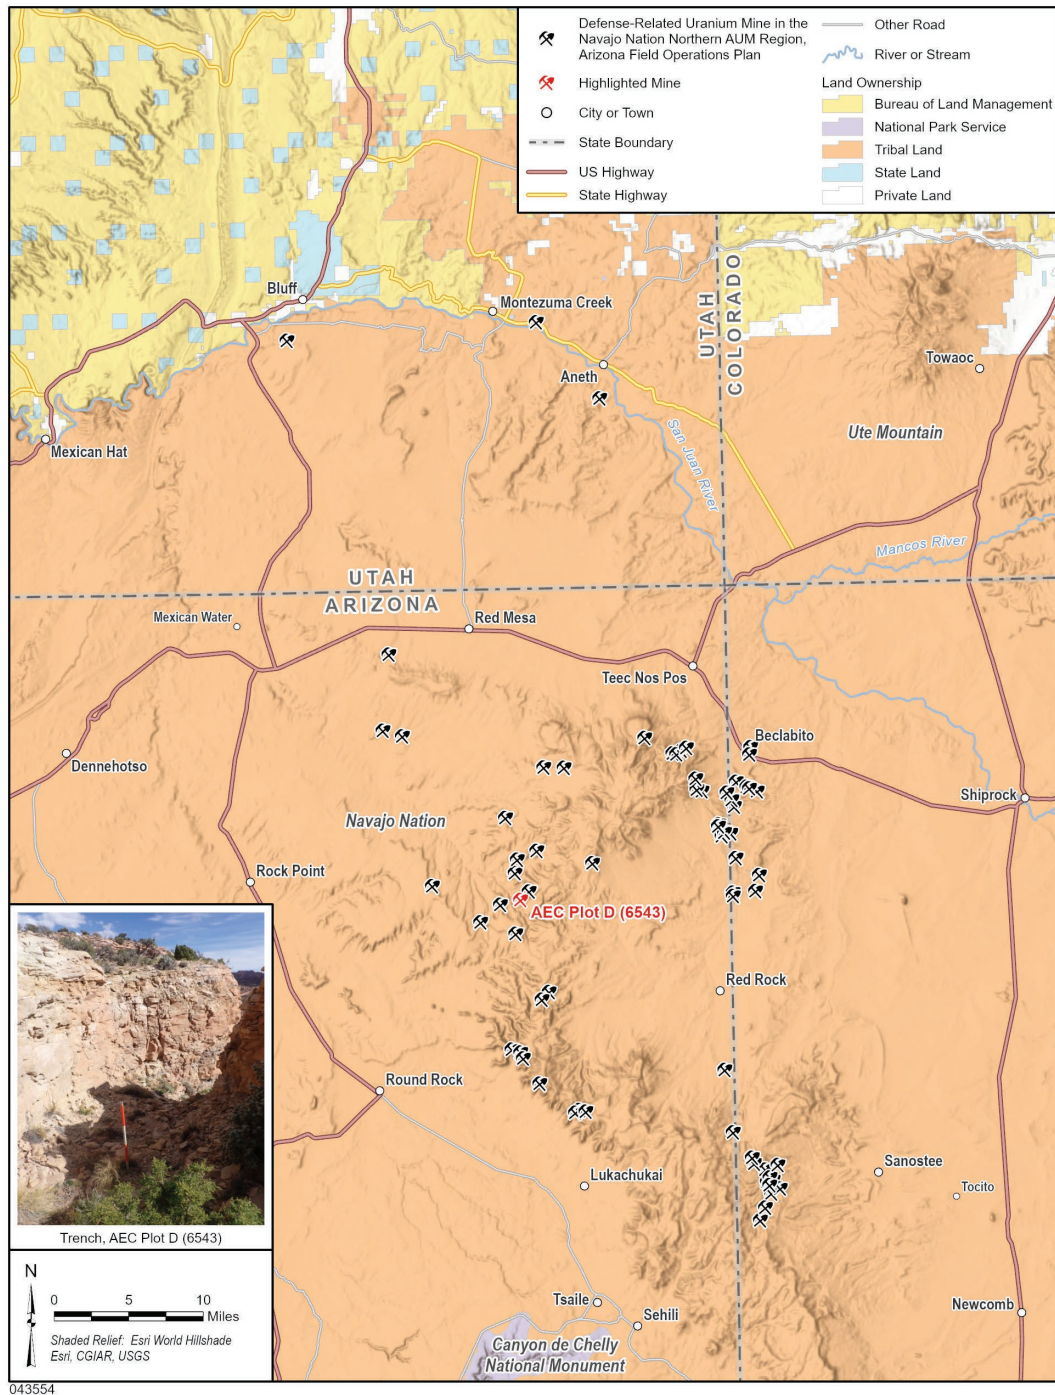 Defense-Related Uranium Mine in the
Navajo Nation Northern AUM Region,
Arizona Field Operations Plan
Highlighted Mine
City or Town
State Boundary
US Highway
State Highway
Other Road
River or Stream
Land Ownership
Bureau of Land Management
National Park Service
Tribal Land
State Land
Private Land
Bluff
Montezuma Creek
UTAH
COLORADO
Aneth
Towaoc
Mexican Hat
Ute Mountain
San Juan River
Mancos River
UTAH
ARIZONA
Mexican Water
Red Mesa
Teec Nos Pos
Beclabito
Dennehotso
Shiprock
Navajo Nation
Rock Point
AEC Plot D (6543)
Red Rock
Round Rock
Sanostee
Lukachukai
Tocito
Trench, AEC Plot D (6543)
N
0 5 10
Miles
Shaded Relief: Esri World Hillshade
Esri, CGIAR, USGS
Tsaile
Sehili
Newcomb
Canyon de Chelly
National Monument
043554